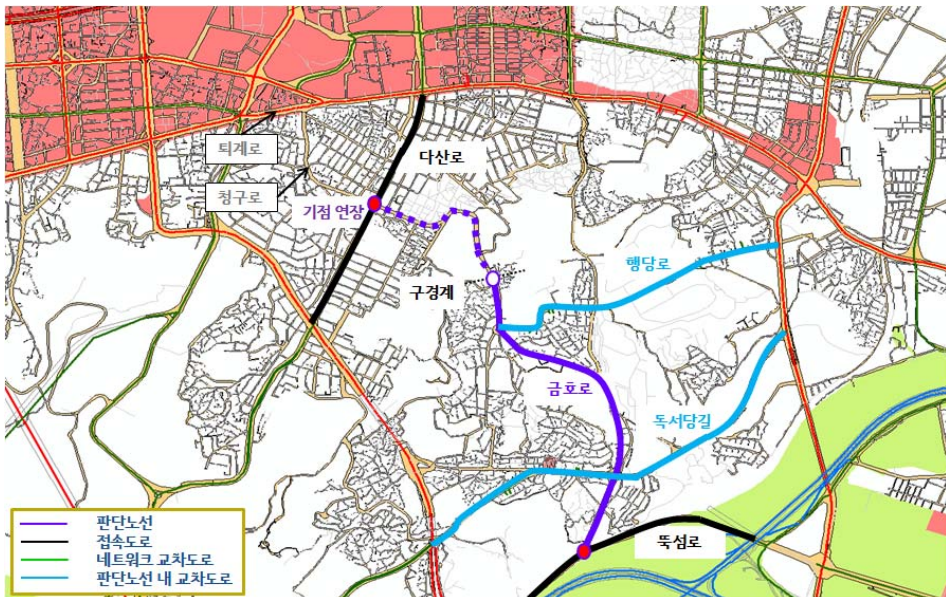 퇴계로
다산로
청구로
기점 연장
행당로
구경계
금호로
독서당길
뚝섬로
판단노선
접속도로
네트워크 교차도로
판단노선 내 교차도로